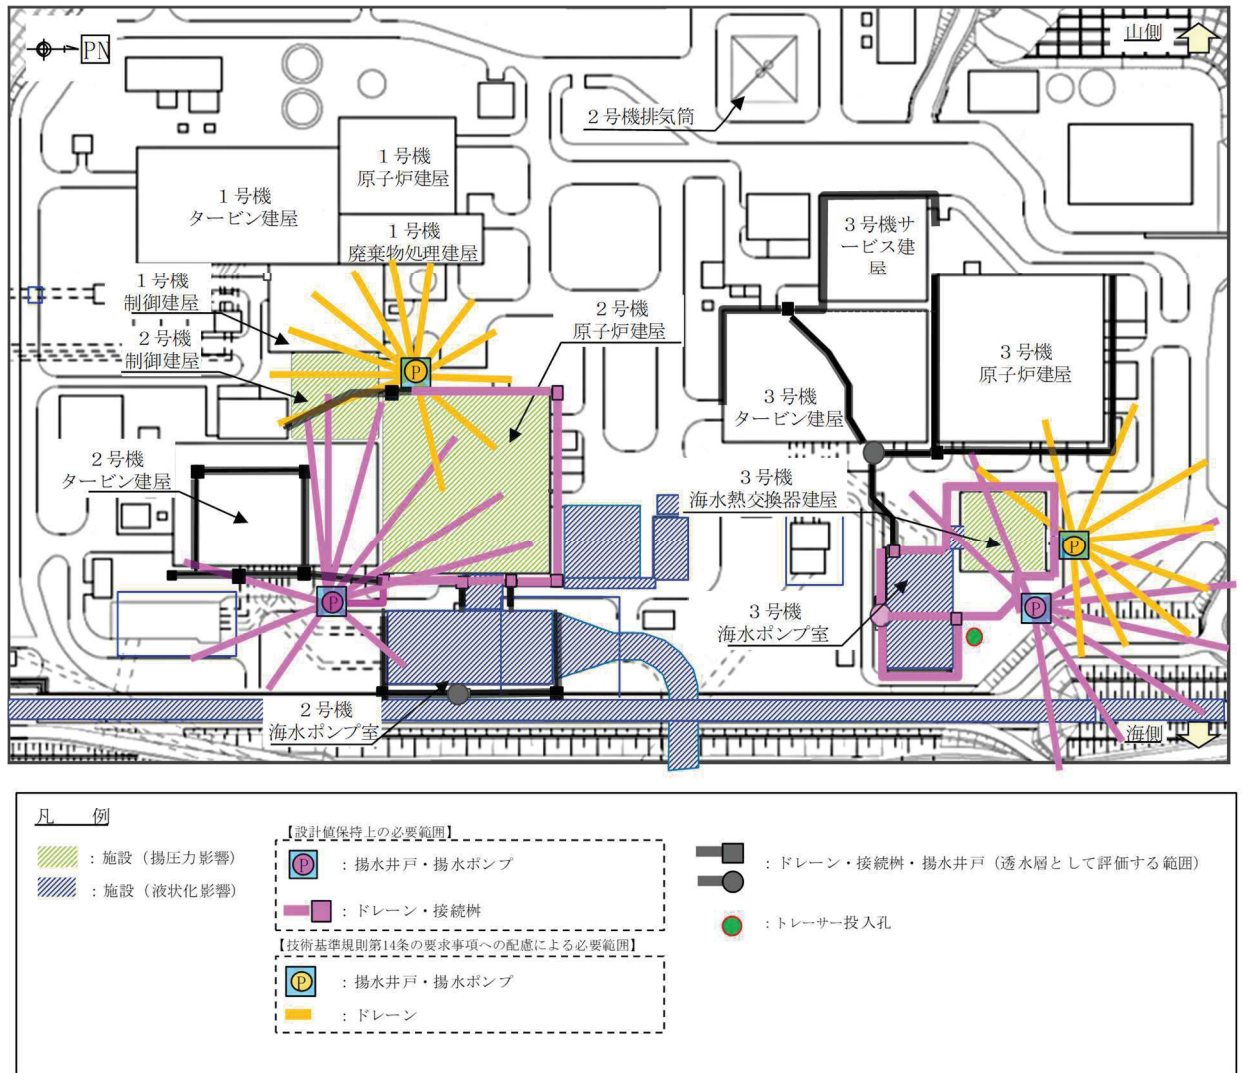 PN
山側
2号機排気筒
1号機
原子炉建屋
1号機
タービン建屋
1号機
廃棄物処理建屋
3号機サ
ービス建
屋
1号機
制御建屋
2号機
制御建屋
2号機
原子炉建屋
P
3号機
原子炉建屋
3号機
タービン建屋
2号機
タービン建屋
3号機
海水熱交換器建屋
P
P
P
3号機
海水ポンプ室
2号機
海水ポンプ室
海側
凡 例
：施設（揚圧力影響）
：施設（液状化影響）
【設計値保持上の必要範囲】
P
：揚水井戸・揚水ポンプ
：ドレーン・接続桝
【技術基準規則第14条の要求事項への配慮による必要範囲】
P
：揚水井戸・揚水ポンプ
：ドレーン
：ドレーン・接続桝・揚水井戸（透水層として評価する範囲）
：トレーサー投入孔